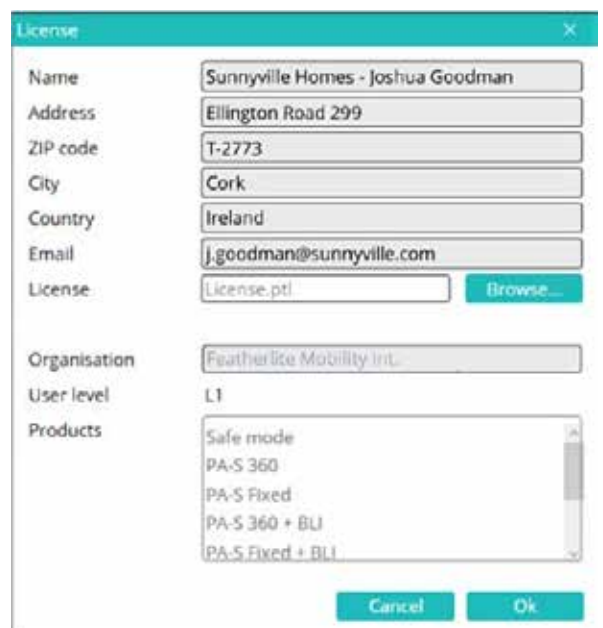 License
Name Sunnyville Homes - Joshua Goodman
Address Ellington Road 299
ZIP code T-2773
City Cork
Country Ireland
Email j.goodman@sunnyville.com
License License.ptl Browse...
Organisation Featherlite Mobility Int.
User level L1
Products Safe mode
PA-S 360
PA-S Fixed
PA-S 360 + BLI
PA-S Fixed + BLI
Cancel Ok